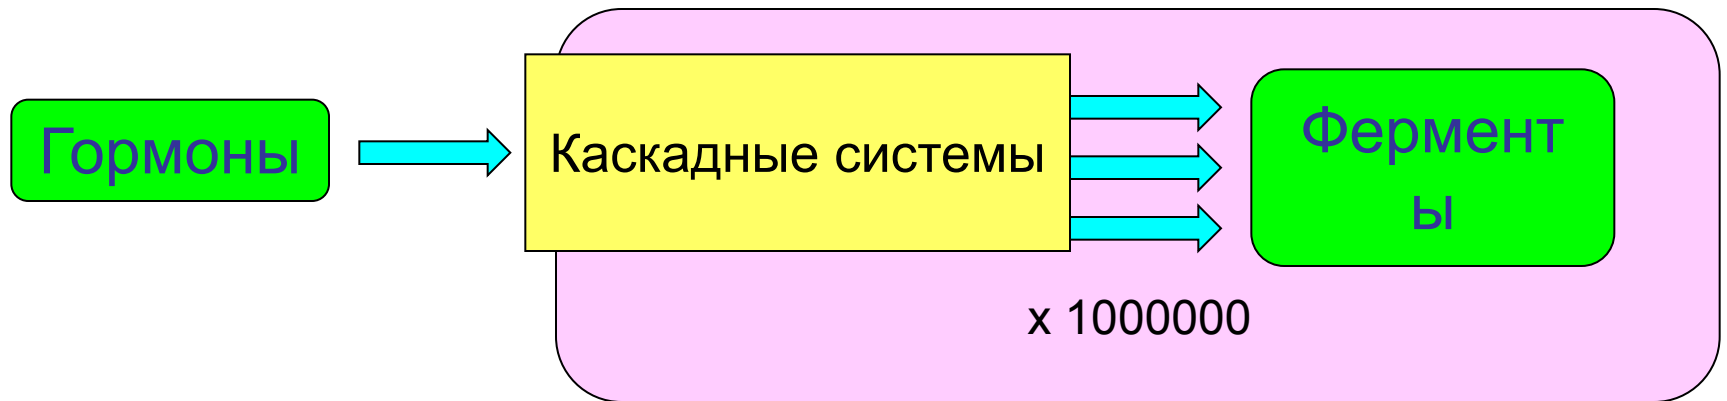 Гормоны
Каскадные системы
Фермент
ы
х 1000000